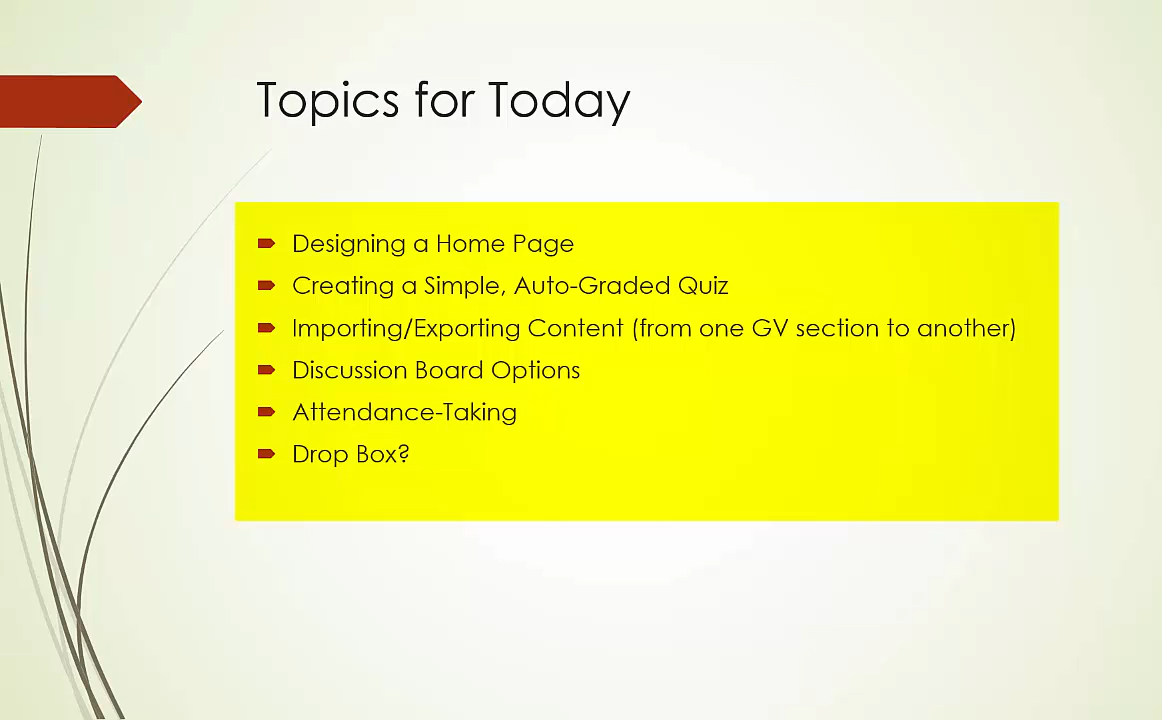 Topics for Today
Designing a Home Page
Creating a Simple, Auto-Graded Quiz
Importing/Exporting Content (from one GV section to another)
Discussion Board Options
Attendance-Taking
Drop Box?